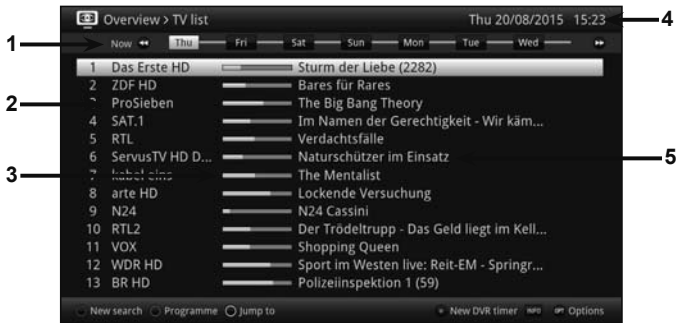 Overview > TV list Thu 20/08/2015 15:23 4
1 Now Thu Fri Sat Sun Mon Tue Wed
1 Das Erste HD Sturm der Liebe (2282)
2 ZDF HD Bares für Rares
2 ProSieben The Big Bang Theory
4 SAT.1 Im Namen der Gerechtigkeit - Wir käm...
5 RTL Verdachtsfälle
6 ServusTV HD D... Naturschützer im Einsatz 5
3 7 kabel eins The Mentalist
8 arte HD Lockende Versuchung
9 N24 N24 Cassini
10 RTL2 Der Trödeltrupp - Das Geld liegt im Kell...
11 VOX Shopping Queen
12 WDR HD Sport im Westen live: Reit-EM - Springr...
13 BR HD Polizeiinspektion 1 (59)
New search Programme Jump to New DVR timer INFO OPT Options